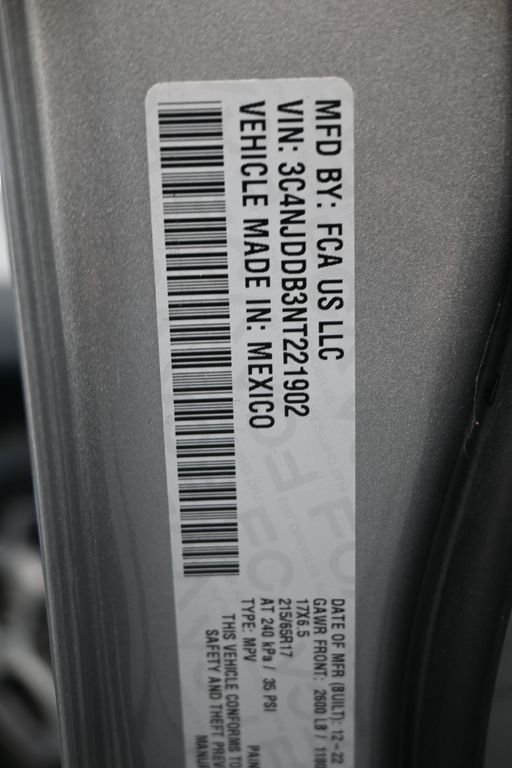 MFD BY: FCA US LLC
VIN: 3C4NJDDB3NT221902
VEHICLE MADE IN: MEXICO
DATE OF MFR (BUILT): 12-22
GAWR FRONT: 2600 LB /
17X6.5
215/65R17
AT 240 kPa / 35 PSI
TYPE: MPV
THIS VEHICLE CONFORMS TO
SAFETY AND THEFT